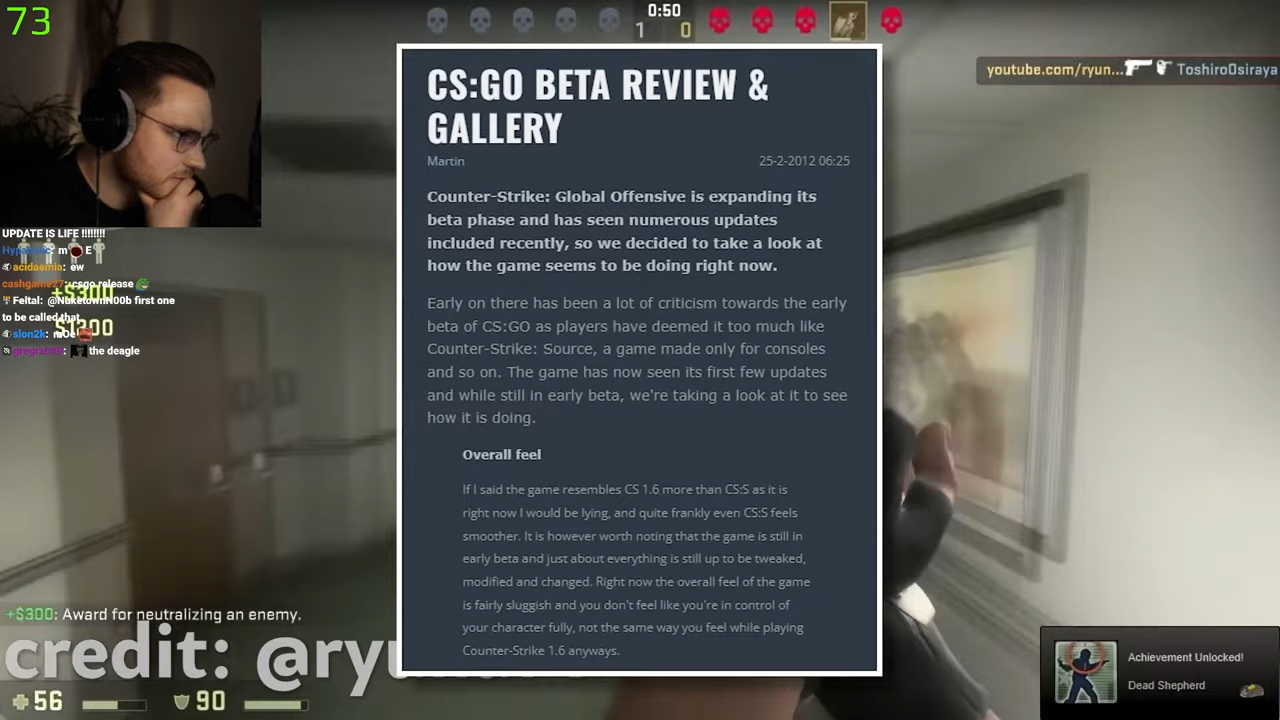 73
0:50
1 0
youtube.com/ryun... ToshiroOsiraya
CS:GO BETA REVIEW &
GALLERY
Martin 25-2-2012 06:25
Counter-Strike: Global Offensive is expanding its
beta phase and has seen numerous updates
included recently, so we decided to take a look at
how the game seems to be doing right now.
Early on there has been a lot of criticism towards the early
beta of CS:GO as players have deemed it too much like
Counter-Strike: Source, a game made only for consoles
and so on. The game has now seen its first few updates
and while still in early beta, we're taking a look at it to see
how it is doing.
Overall feel
If I said the game resembles CS 1.6 more than CS:S as it is
right now I would be lying, and quite frankly even CS:S feels
smoother. It is however worth noting that the game is still in
early beta and just about everything is still up to be tweaked,
modified and changed. Right now the overall feel of the game
is fairly sluggish and you don't feel like you're in control of
your character fully, not the same way you feel while playing
Counter-Strike 1.6 anyways.
UPDATE IS LIFE !!!!!!!!
m E
acidaemia: ew
cashgame27: csgo release
+$300
Feltal: @NuketownN00b first one
to be called that
slon2k:
the deagle
+$300: Award for neutralizing an enemy.
credit: @ryu
56 90
Achievement Unlocked!
Dead Shepherd